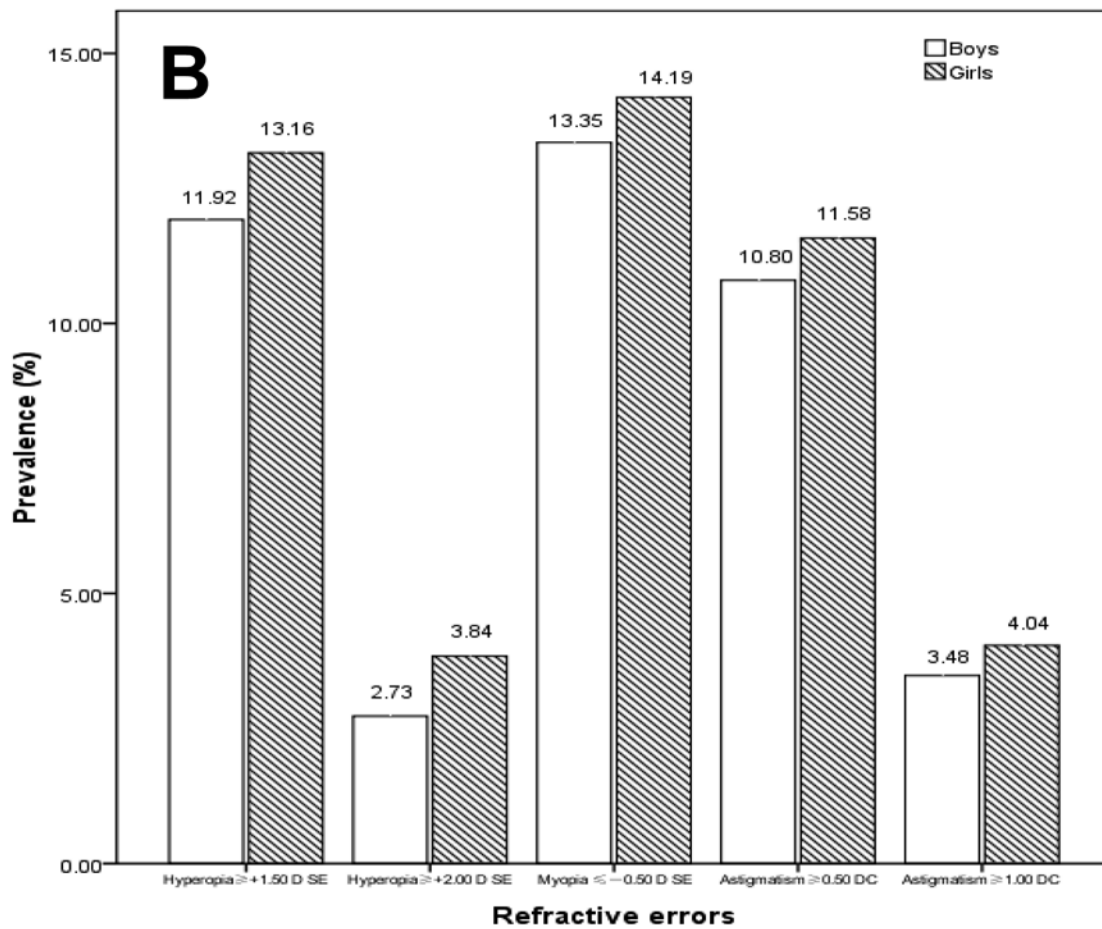 B
Boys
Girls
15.00
10.00
5.00
0.00
Prevalence (%)
11.92
13.16
2.73
3.84
13.35
14.19
10.80
11.58
3.48
4.04
Hyperopia ≥ +1.50 D SE
Hyperopia ≥ +2.00 D SE
Myopia ≤ −0.50 D SE
Astigmatism ≥ 0.50 DC
Astigmatism ≥ 1.00 DC
Refractive errors